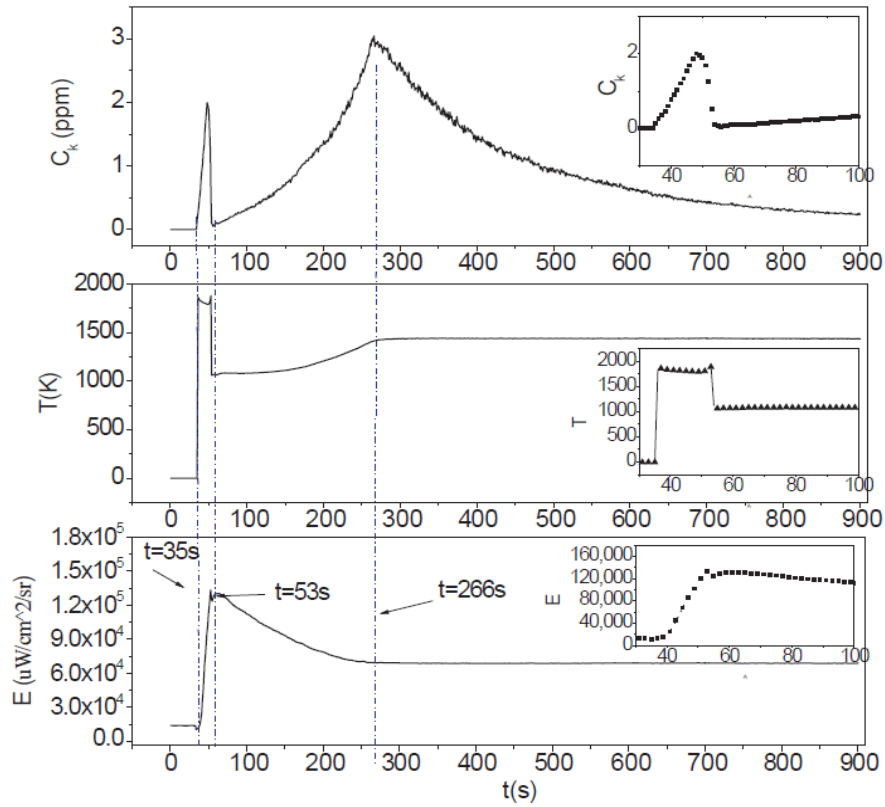 3
2
1
0
C_k (ppm)
0 100 200 300 400 500 600 700 800 900
2
0
C_k
40 60 80 100
2000
1500
1000
500
0
T(K)
0 100 200 300 400 500 600 700 800 900
2000
1500
1000
500
0
T
40 60 80 100
1.8x10^5
1.5x10^5
1.2x10^5
9.0x10^4
6.0x10^4
3.0x10^4
0.0
E (uW/cm^2/sr)
t=35s
t=53s
t=266s
160,000
120,000
80,000
40,000
0
E
40 60 80 100
0 100 200 300 400 500 600 700 800 900
t(s)